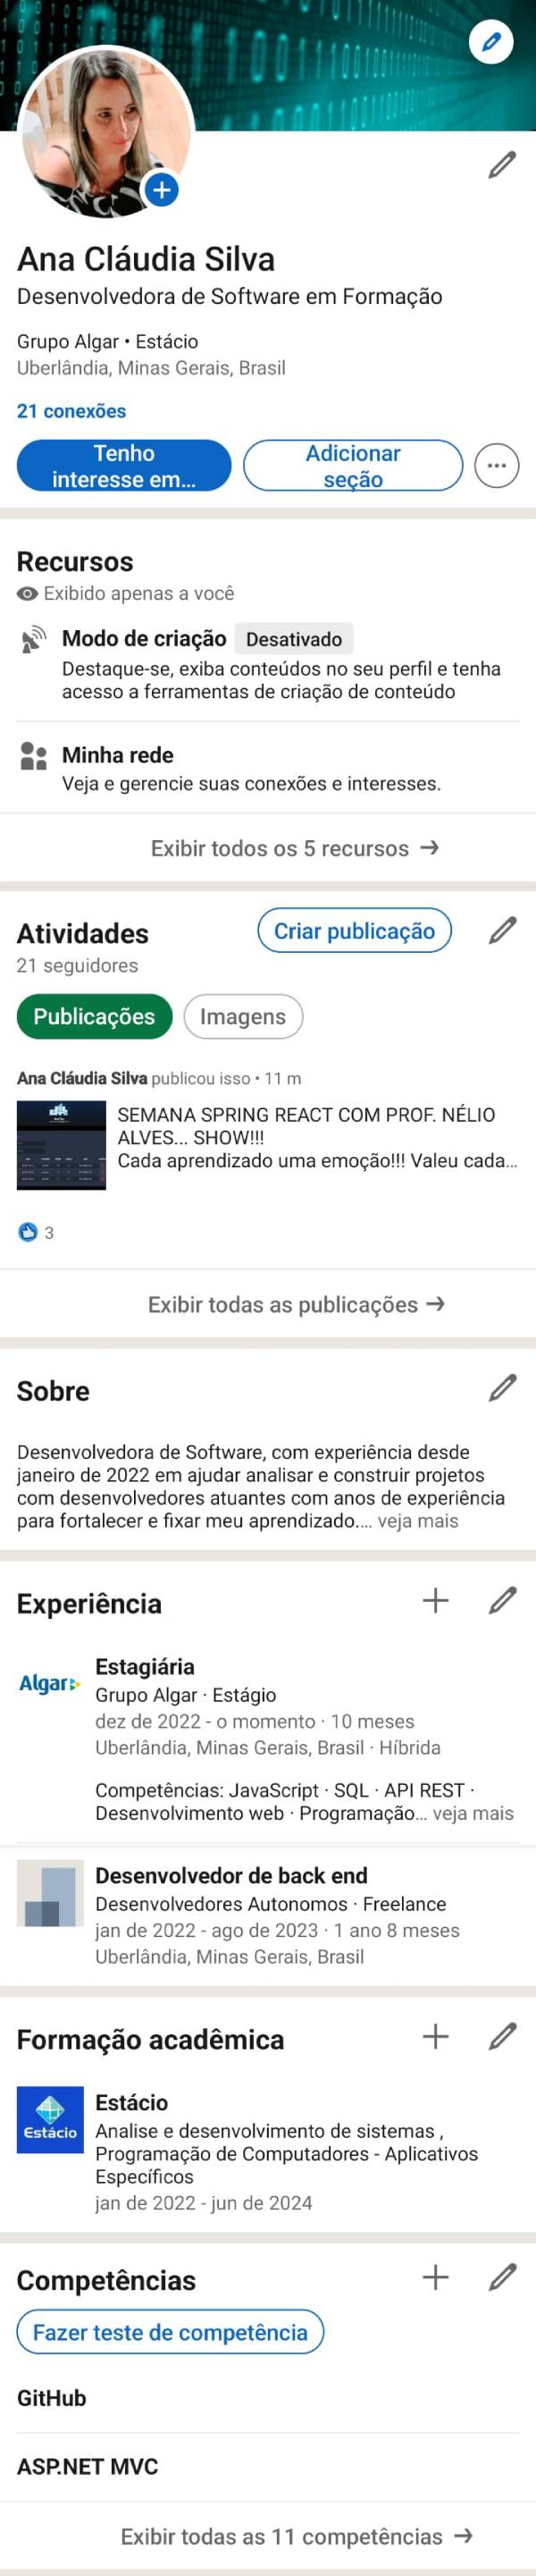 Ana Cláudia Silva
Desenvolvedora de Software em Formação
Grupo Algar • Estácio
Uberlândia, Minas Gerais, Brasil
21 conexões
Tenho
interesse em...
Adicionar
seção
Recursos
Exibido apenas a você
Modo de criação Desativado
Destaque-se, exiba conteúdos no seu perfil e tenha
acesso a ferramentas de criação de conteúdo
Minha rede
Veja e gerencie suas conexões e interesses.
Exibir todos os 5 recursos →
Atividades
Criar publicação
21 seguidores
Publicações
Imagens
Ana Cláudia Silva publicou isso • 11 m
SEMANA SPRING REACT COM PROF. NÉLIO
ALVES... SHOW!!!
Cada aprendizado uma emoção!!! Valeu cada...
3
Exibir todas as publicações →
Sobre
Desenvolvedora de Software, com experiência desde
janeiro de 2022 em ajudar analisar e construir projetos
com desenvolvedores atuantes com anos de experiência
para fortalecer e fixar meu aprendizado.... veja mais
Experiência
Algar
Estagiária
Grupo Algar · Estágio
dez de 2022 - o momento · 10 meses
Uberlândia, Minas Gerais, Brasil · Híbrida
Competências: JavaScript · SQL · API REST ·
Desenvolvimento web · Programação... veja mais
Desenvolvedor de back end
Desenvolvedores Autonomos · Freelance
jan de 2022 - ago de 2023 · 1 ano 8 meses
Uberlândia, Minas Gerais, Brasil
Formação acadêmica
Estácio
Estácio
Analise e desenvolvimento de sistemas ,
Programação de Computadores - Aplicativos
Específicos
jan de 2022 - jun de 2024
Competências
Fazer teste de competência
GitHub
ASP.NET MVC
Exibir todas as 11 competências →